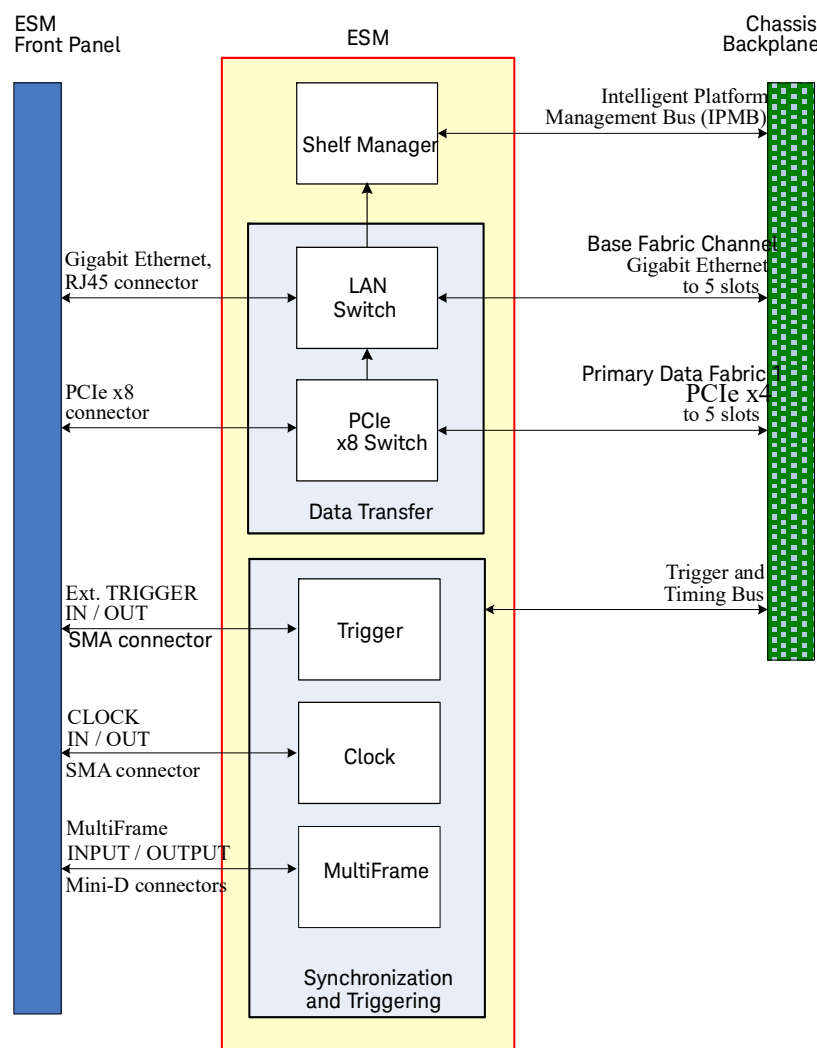 ESM
Front Panel
ESM
Chassis
Backplane
Shelf Manager
Intelligent Platform
Management Bus (IPMB)
Gigabit Ethernet,
RJ45 connector
LAN
Switch
Base Fabric Channel
Gigabit Ethernet
to 5 slots
PCIe x8
connector
PCIe
x8 Switch
Primary Data Fabric 1
PCIe x4
to 5 slots
Data Transfer
Ext. TRIGGER
IN / OUT
SMA connector
Trigger
Trigger and
Timing Bus
CLOCK
IN / OUT
SMA connector
Clock
MultiFrame
INPUT / OUTPUT
Mini-D connectors
MultiFrame
Synchronization
and Triggering